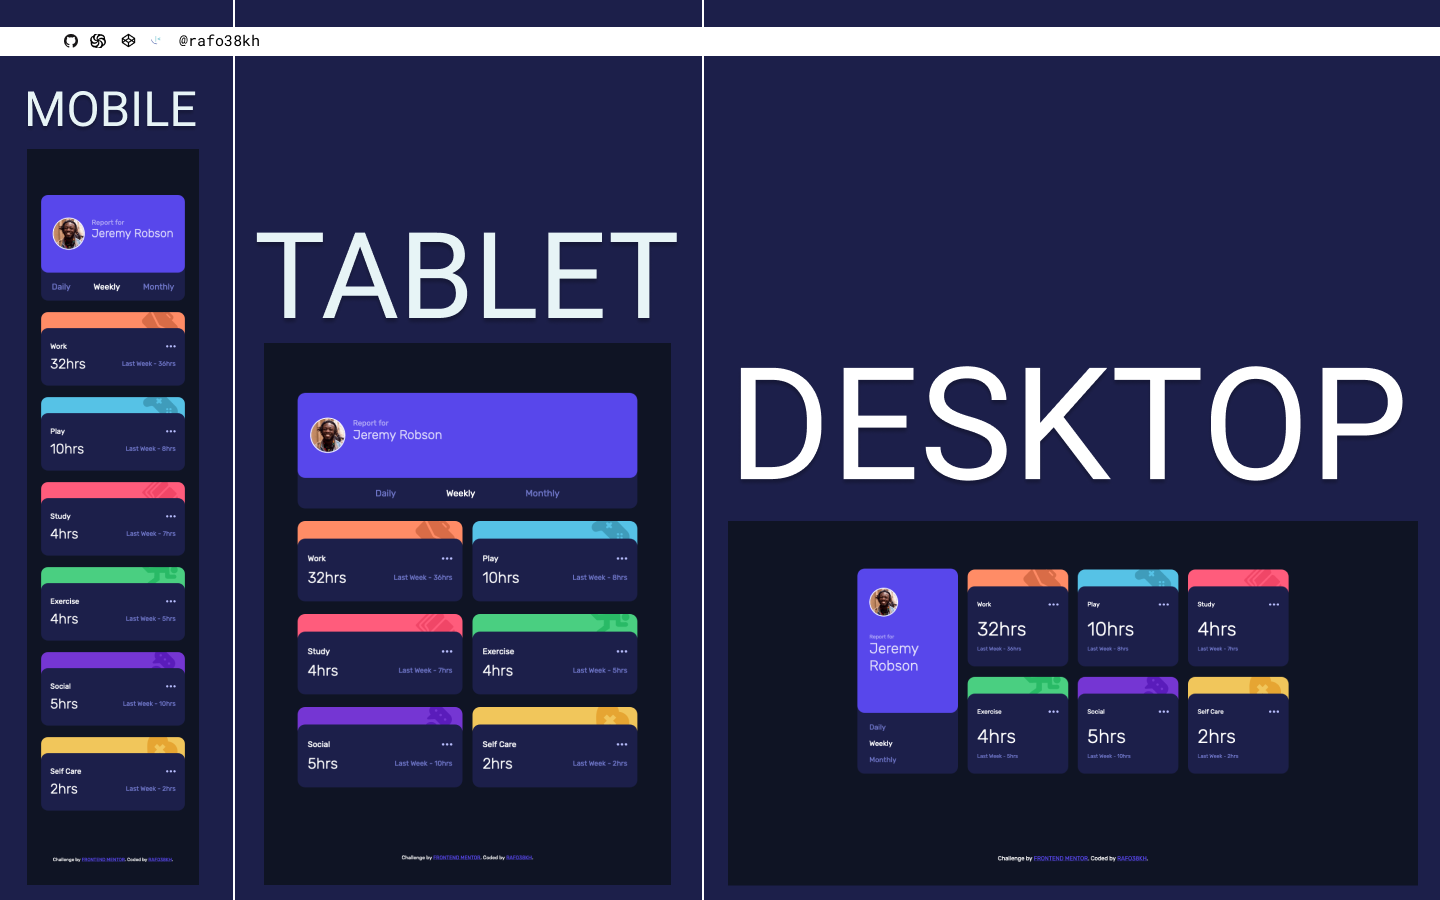 @rafo38kh
MOBILE
Report for
Jeremy Robson
Daily Weekly Monthly
Work
32hrs Last Week - 36hrs
Play
10hrs Last Week - 8hrs
Study
4hrs Last Week - 7hrs
Exercise
4hrs Last Week - 5hrs
Social
5hrs Last Week - 10hrs
Self Care
2hrs Last Week - 2hrs
Challenge by FRONTEND MENTOR. Coded by RAFO38KH.
TABLET
Report for
Jeremy Robson
Daily Weekly Monthly
Work Play
32hrs Last Week - 36hrs 10hrs Last Week - 8hrs
Study Exercise
4hrs Last Week - 7hrs 4hrs Last Week - 5hrs
Social Self Care
5hrs Last Week - 10hrs 2hrs Last Week - 2hrs
Challenge by FRONTEND MENTOR. Coded by RAFO38KH.
DESKTOP
Report for
Jeremy
Robson
Daily
Weekly
Monthly
Work Play Study
32hrs 10hrs 4hrs
Last Week - 36hrs Last Week - 8hrs Last Week - 7hrs
Exercise Social Self Care
4hrs 5hrs 2hrs
Last Week - 5hrs Last Week - 10hrs Last Week - 2hrs
Challenge by FRONTEND MENTOR. Coded by RAFO38KH.